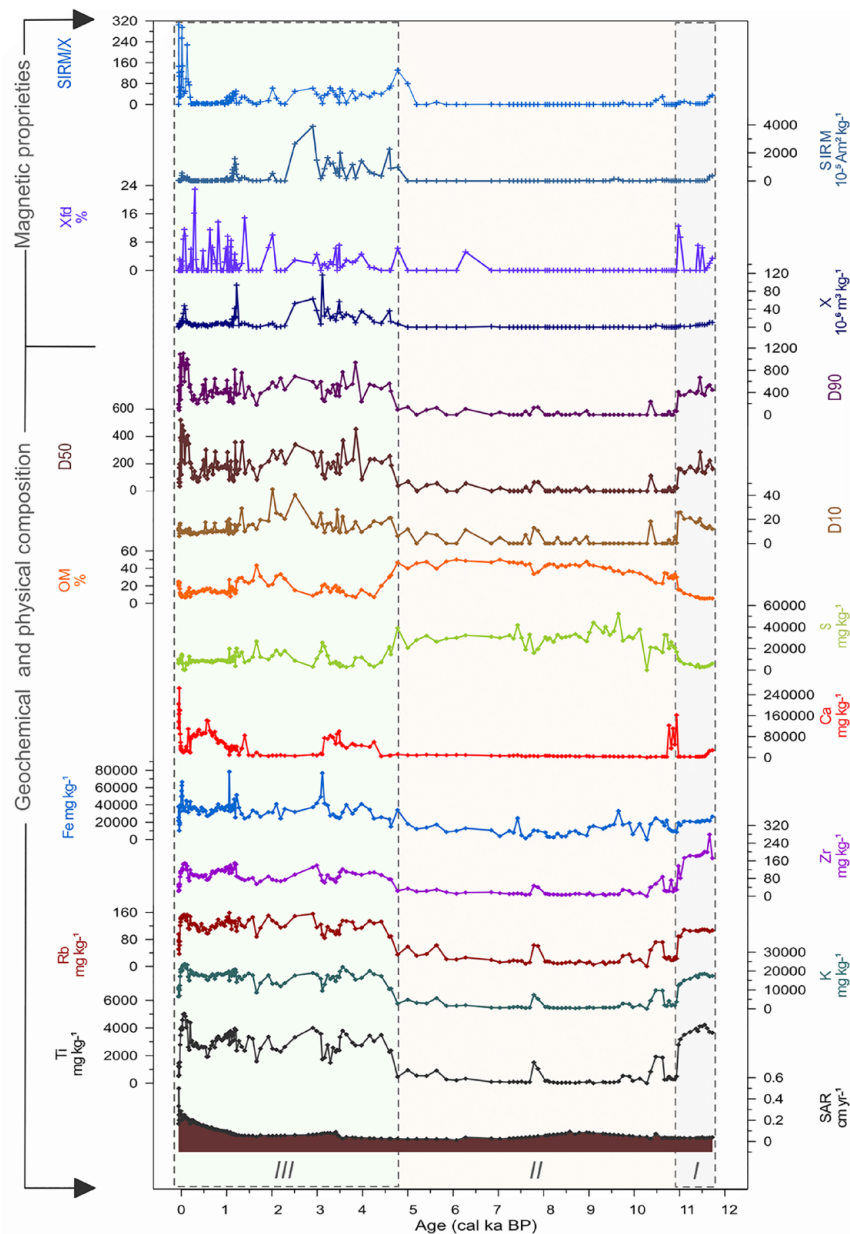 Magnetic proprieties
Geochemical and physical composition
320
240
160
80
0
SIRM/X
4000
2000
0
SIRM
10⁻⁵ Am² kg⁻¹
24
16
8
0
Xfd
%
120
80
40
0
X
10⁻⁶ m³ kg⁻¹
1200
800
400
0
D90
600
400
200
0
D50
40
20
0
D10
60
40
20
0
OM
%
60000
40000
20000
0
S
mg kg⁻¹
240000
160000
80000
0
Ca
mg kg⁻¹
80000
60000
40000
20000
0
Fe mg kg⁻¹
320
240
160
80
0
Zr
mg kg⁻¹
160
80
0
Rb
mg kg⁻¹
30000
20000
10000
0
K
mg kg⁻¹
6000
4000
2000
0
Ti
mg kg⁻¹
0.6
0.4
0.2
0
SAR
cm yr⁻¹
III II I
0 1 2 3 4 5 6 7 8 9 10 11 12
Age (cal ka BP)